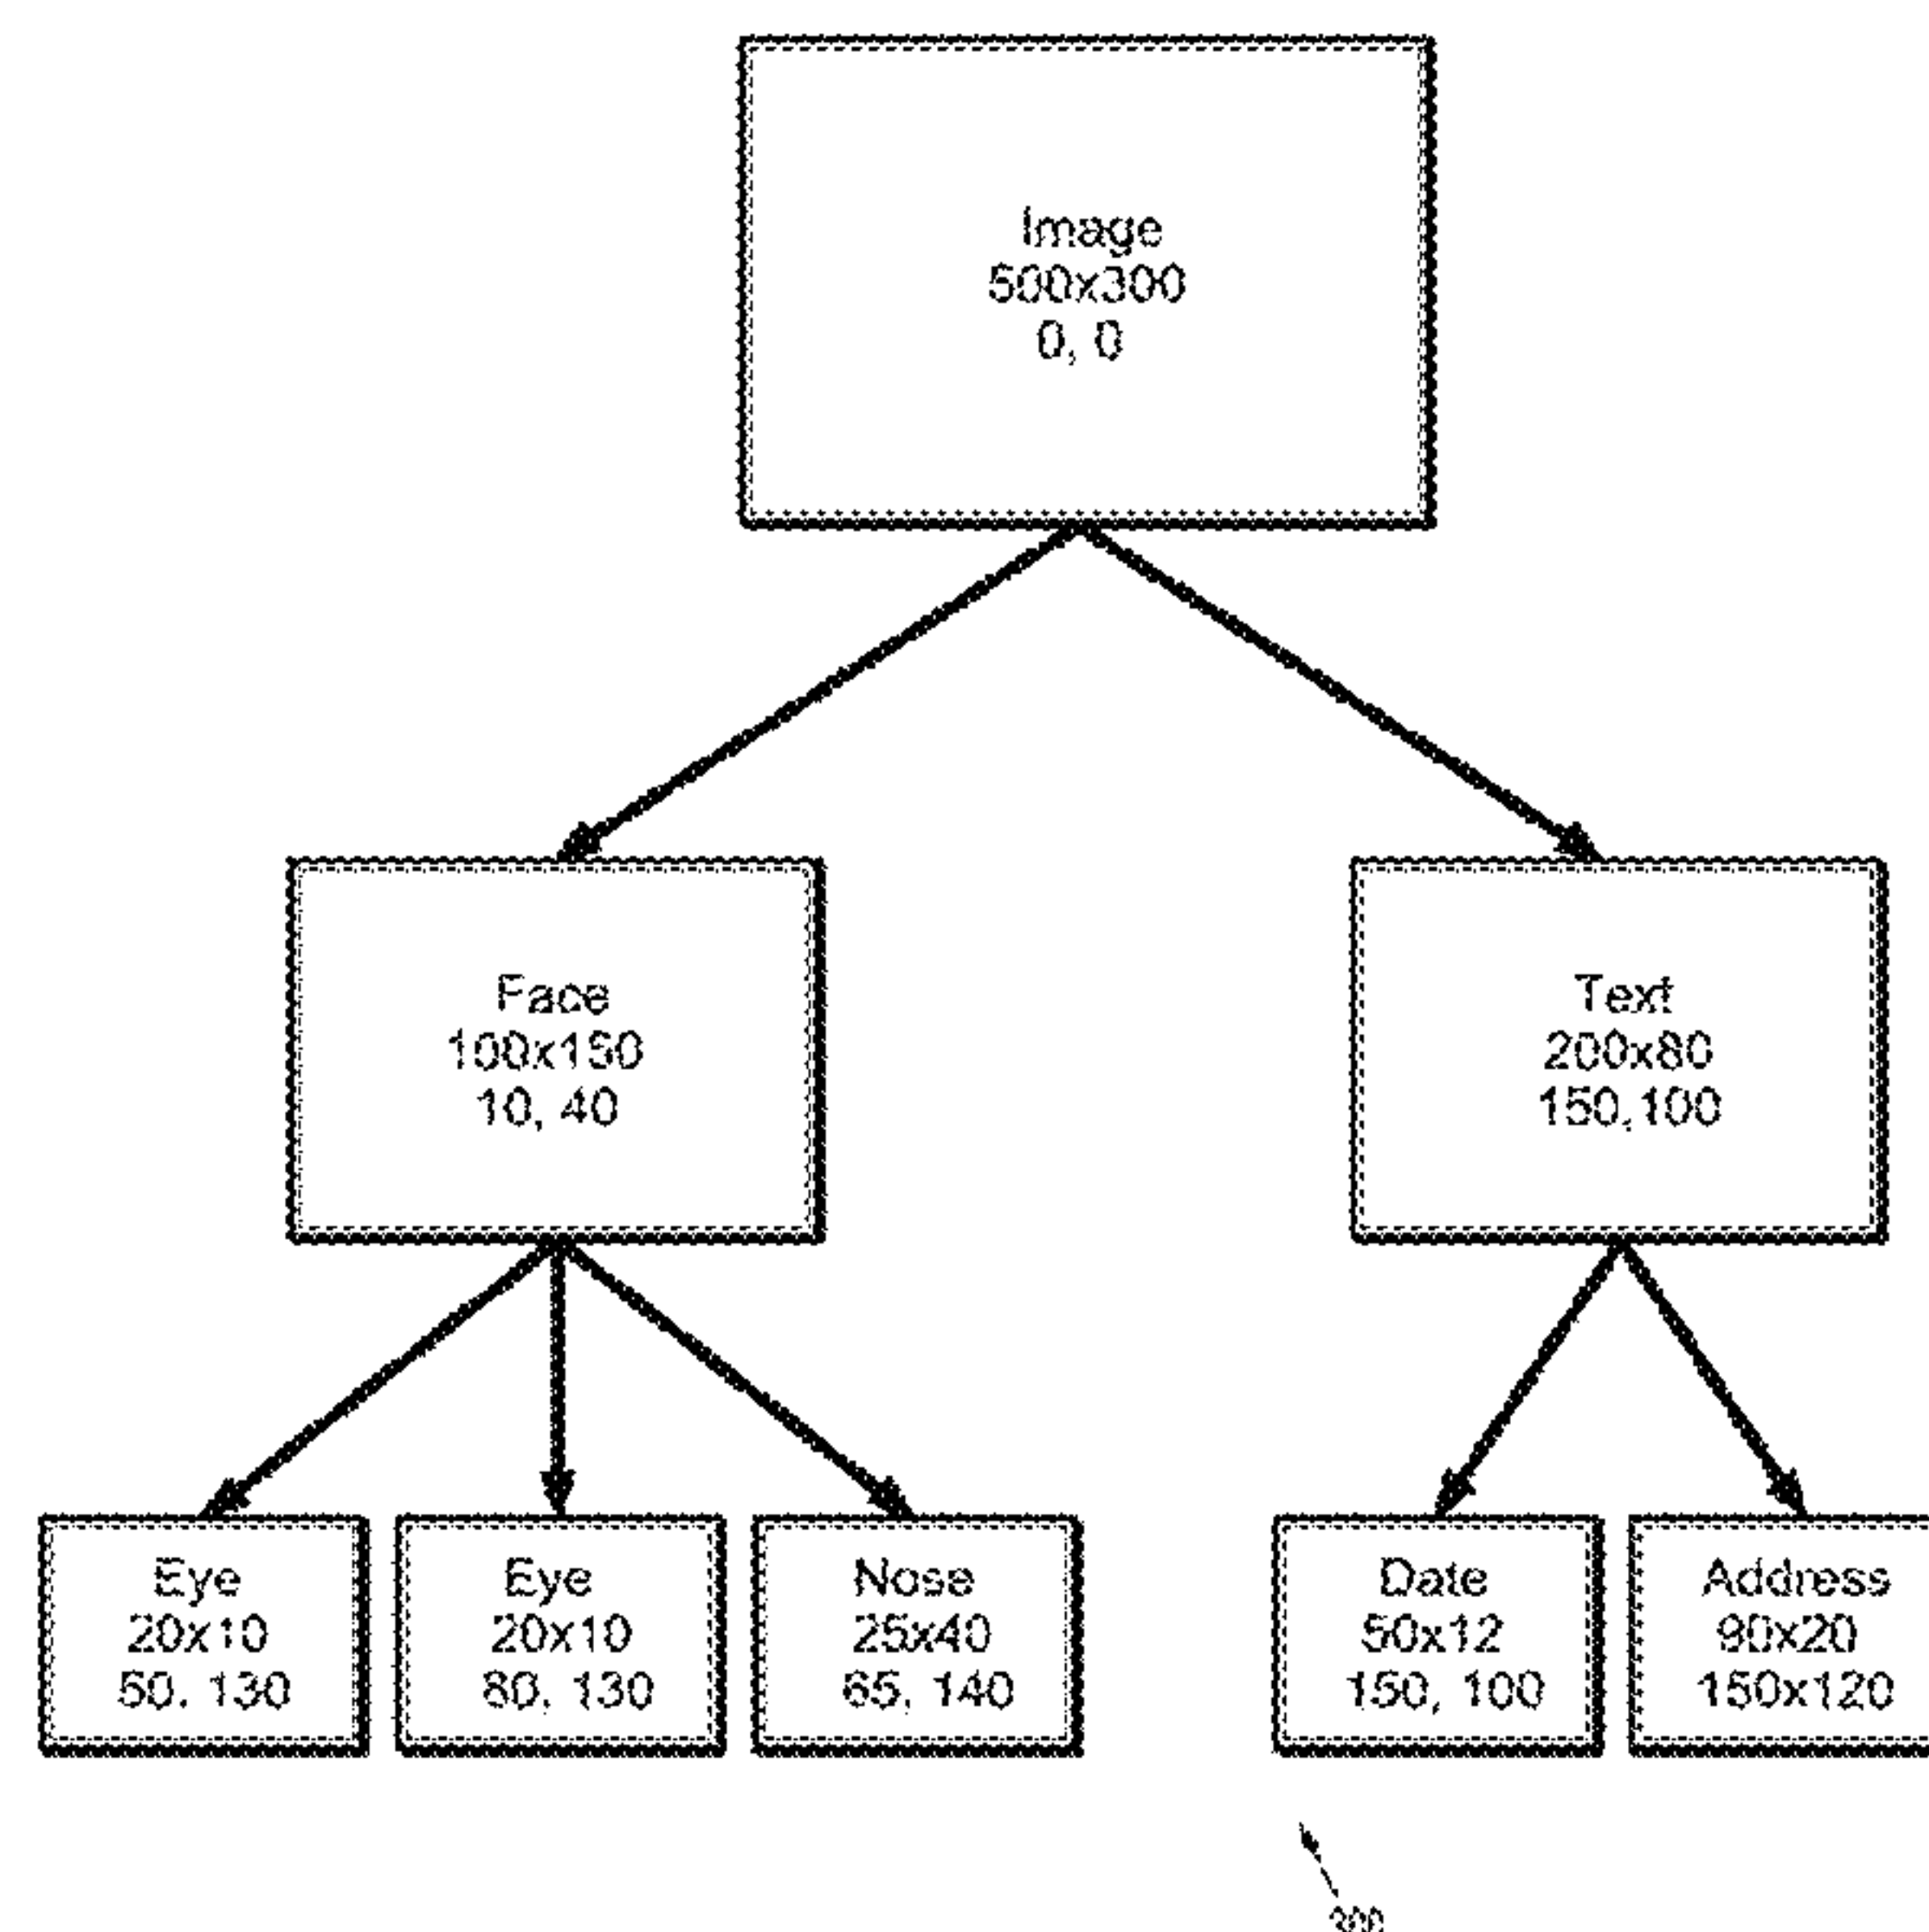 Image
500x300
0, 0
Face
100x150
10, 40
Text
200x80
150,100
Eye
20x10
50, 130
Eye
20x10
80, 130
Nose
25x40
65, 140
Date
50x12
150, 100
Address
90x20
150x120
300